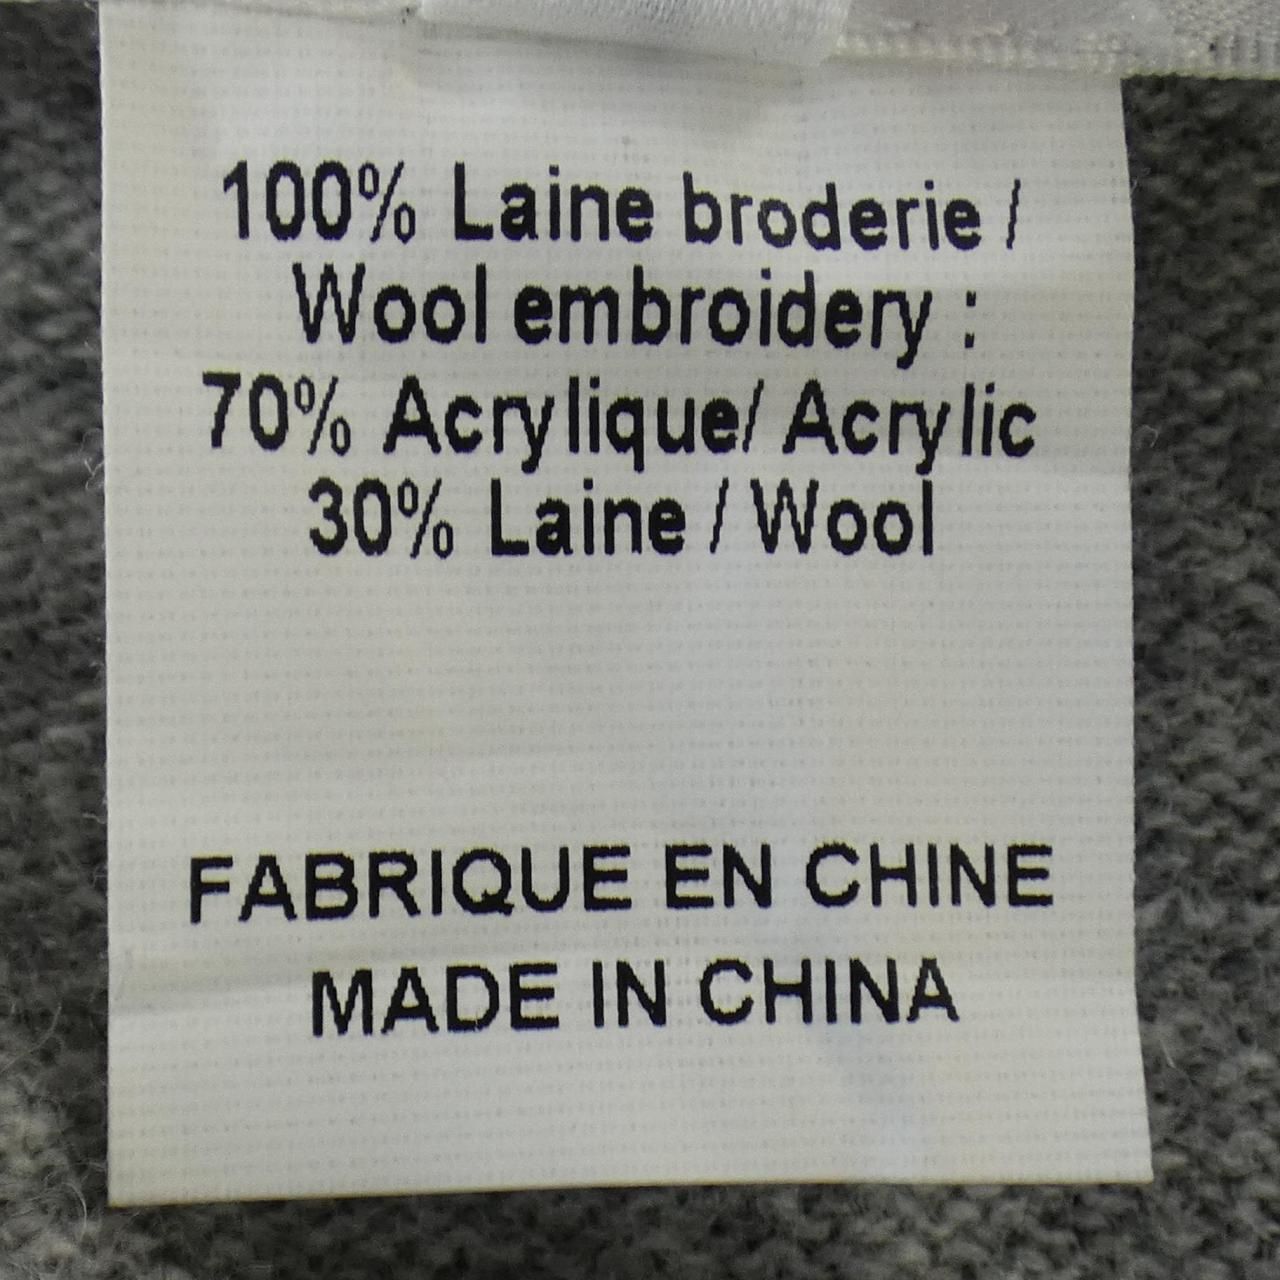 100% Laine broderie /
Wool embroidery :
70% Acrylique/ Acrylic
30% Laine / Wool
FABRIQUE EN CHINE
MADE IN CHINA